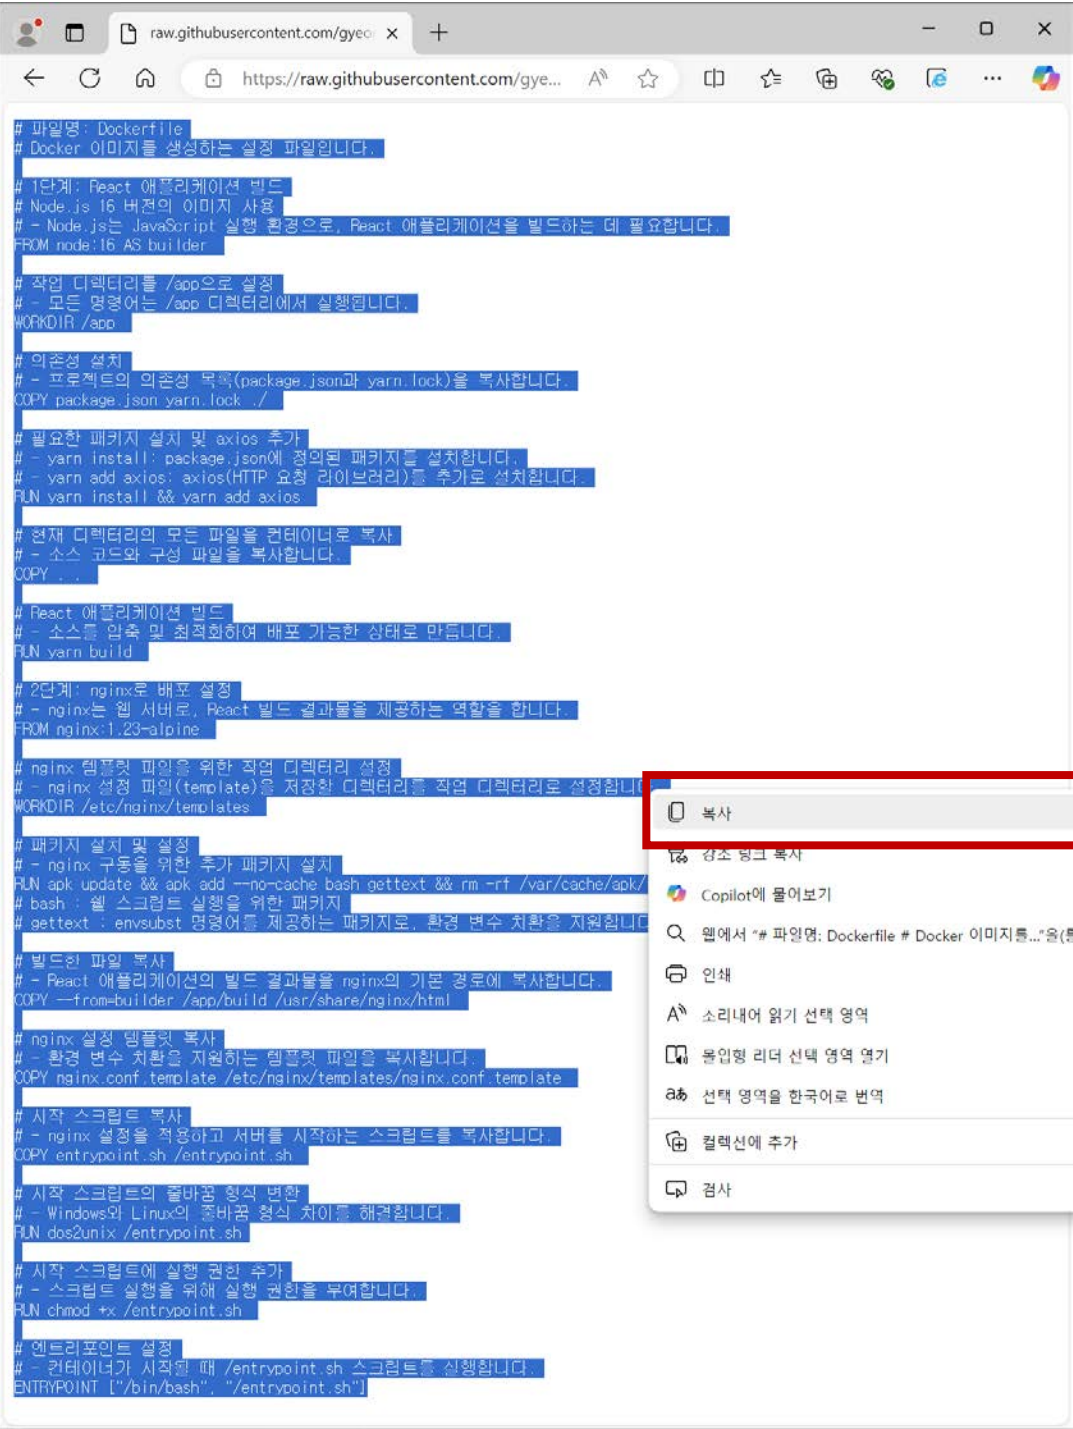 raw.githubusercontent.com/gyeo
https://raw.githubusercontent.com/gye...
# 파일명: Dockerfile
# Docker 이미지를 생성하는 설정 파일입니다.
# 1단계: React 애플리케이션 빌드
# Node.js 16 버전의 이미지 사용
# - Node.js는 JavaScript 실행 환경으로, React 애플리케이션을 빌드하는 데 필요합니다.
FROM node:16 AS builder
# 작업 디렉터리를 /app으로 설정
# - 모든 명령어는 /app 디렉터리에서 실행됩니다.
WORKDIR /app
# 의존성 설치
# - 프로젝트의 의존성 목록(package.json과 yarn.lock)을 복사합니다.
COPY package.json yarn.lock ./
# 필요한 패키지 설치 및 axios 추가
# - yarn install: package.json에 정의된 패키지를 설치합니다.
# - yarn add axios: axios(HTTP 요청 라이브러리)를 추가로 설치합니다.
RUN yarn install && yarn add axios
# 현재 디렉터리의 모든 파일을 컨테이너로 복사
# - 소스 코드와 구성 파일을 복사합니다.
COPY . .
# React 애플리케이션 빌드
# - 소스를 압축 및 최적화하여 배포 가능한 상태로 만듭니다.
RUN yarn build
# 2단계: nginx로 배포 설정
# - nginx는 웹 서버로, React 빌드 결과물을 제공하는 역할을 합니다.
FROM nginx:1.23-alpine
# nginx 템플릿 파일을 위한 작업 디렉터리 설정
# - nginx 설정 파일(template)을 저장할 디렉터리를 작업 디렉터리로 설정합니다
WORKDIR /etc/nginx/templates
# 패키지 설치 및 설정
# - nginx 구동을 위한 추가 패키지 설치
RUN apk update && apk add --no-cache bash gettext && rm -rf /var/cache/apk/
# bash : 쉘 스크립트 실행을 위한 패키지
# gettext : envsubst 명령어를 제공하는 패키지로, 환경 변수 치환을 지원합니다
# 빌드한 파일 복사
# - React 애플리케이션의 빌드 결과물을 nginx의 기본 경로에 복사합니다.
COPY --from=builder /app/build /usr/share/nginx/html
# nginx 설정 템플릿 복사
# - 환경 변수 치환을 지원하는 템플릿 파일을 복사합니다.
COPY nginx.conf.template /etc/nginx/templates/nginx.conf.template
# 시작 스크립트 복사
# - nginx 설정을 적용하고 서버를 시작하는 스크립트를 복사합니다.
COPY entrypoint.sh /entrypoint.sh
# 시작 스크립트의 줄바꿈 형식 변환
# - Windows와 Linux의 줄바꿈 형식 차이를 해결합니다.
RUN dos2unix /entrypoint.sh
# 시작 스크립트에 실행 권한 추가
# - 스크립트 실행을 위해 실행 권한을 부여합니다.
RUN chmod +x /entrypoint.sh
# 엔트리포인트 설정
# - 컨테이너가 시작될 때 /entrypoint.sh 스크립트를 실행합니다.
ENTRYPOINT ["/bin/bash", "/entrypoint.sh"]
복사
강조 링크 복사
Copilot에 물어보기
웹에서 "# 파일명: Dockerfile # Docker 이미지를..."을(를
인쇄
소리내어 읽기 선택 영역
몰입형 리더 선택 영역 열기
선택 영역을 한국어로 번역
컬렉션에 추가
검사